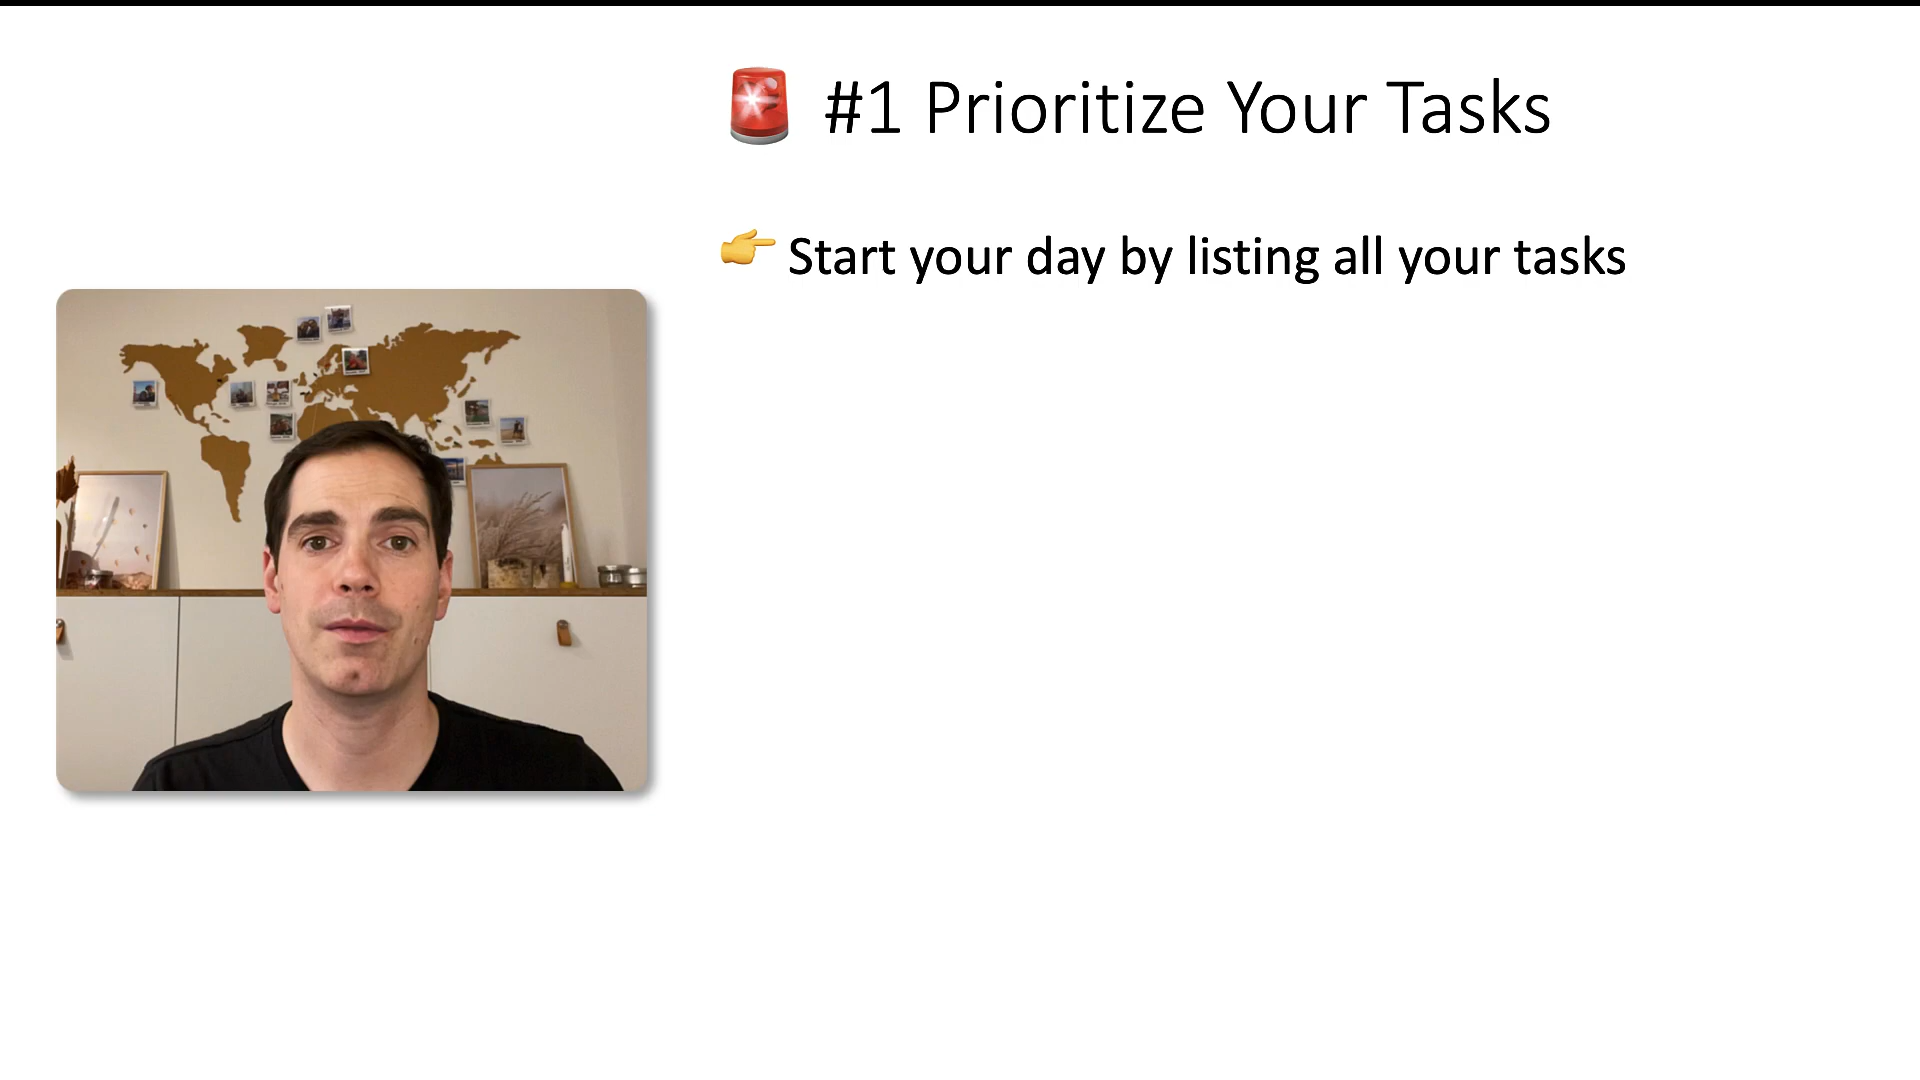 🚨 #1 Prioritize Your Tasks
👉 Start your day by listing all your tasks